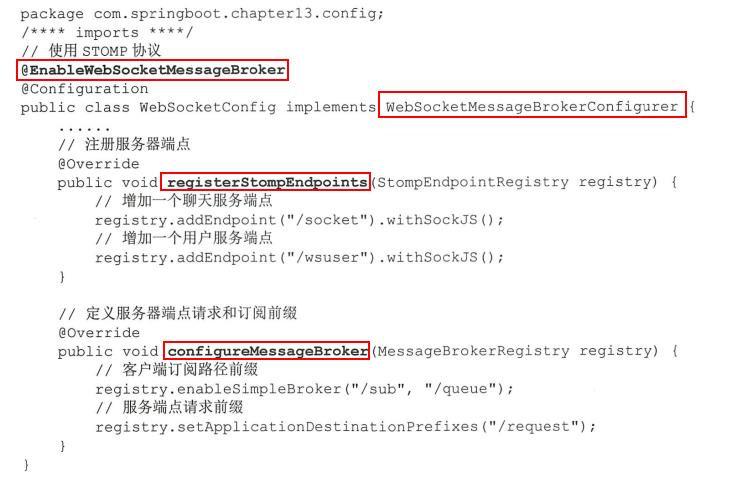 package com.springboot.chapter13.config;
/**** imports ****/
// 使用 STOMP 协议
@EnableWebSocketMessageBroker
@Configuration
public class WebSocketConfig implements WebSocketMessageBrokerConfigurer {
......
// 注册服务器端点
@Override
public void registerStompEndpoints(StompEndpointRegistry registry) {
// 增加一个聊天服务端点
registry.addEndpoint("/socket").withSockJS();
// 增加一个用户服务端点
registry.addEndpoint("/wsuser").withSockJS();
}
// 定义服务器端点请求和订阅前缀
@Override
public void configureMessageBroker(MessageBrokerRegistry registry) {
// 客户端订阅路径前缀
registry.enableSimpleBroker("/sub", "/queue");
// 服务端点请求前缀
registry.setApplicationDestinationPrefixes("/request");
}
}